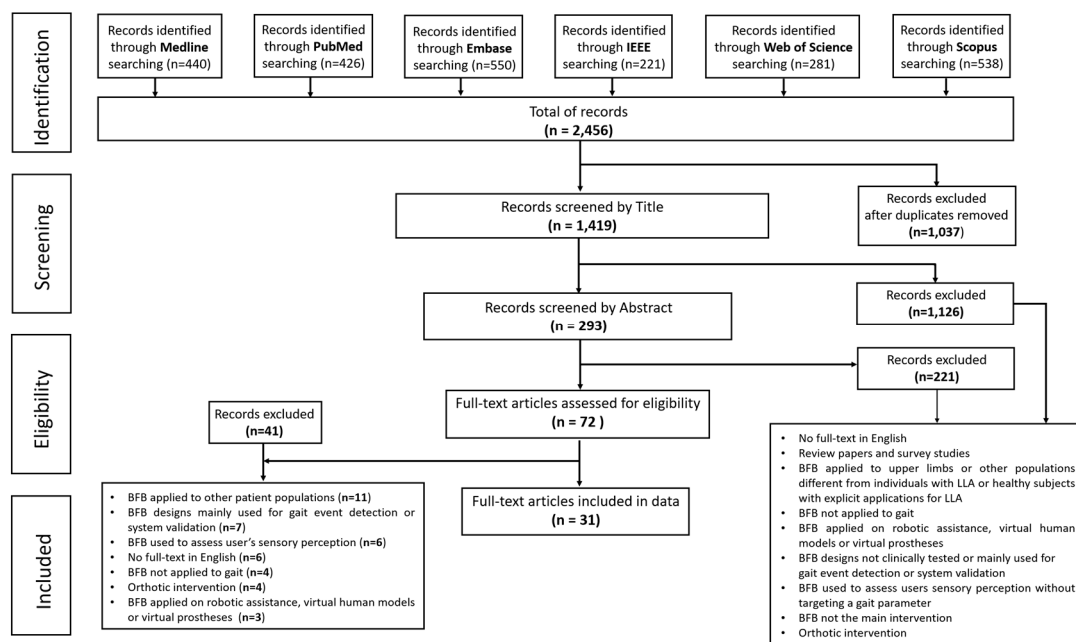 Identification
Records identified
through Medline
searching (n=440)
Records identified
through PubMed
searching (n=426)
Records identified
through Embase
searching (n=550)
Records identified
through IEEE
searching (n=221)
Records identified
through Web of Science
searching (n=281)
Records identified
through Scopus
searching (n=538)
Total of records
(n = 2,456)
Screening
Records screened by Title
(n = 1,419)
Records excluded
after duplicates removed
(n=1,037)
Records screened by Abstract
(n = 293)
Records excluded
(n=1,126)
Eligibility
Records excluded
(n=221)
Full-text articles assessed for eligibility
(n = 72 )
Records excluded
(n=41)
Included
• BFB applied to other patient populations (n=11)
• BFB designs mainly used for gait event detection or
system validation (n=7)
• BFB used to assess user's sensory perception (n=6)
• No full-text in English (n=6)
• BFB not applied to gait (n=4)
• Orthotic intervention (n=4)
• BFB applied on robotic assistance, virtual human models
or virtual prostheses (n=3)
Full-text articles included in data
(n = 31)
• No full-text in English
• Review papers and survey studies
• BFB applied to upper limbs or other populations
different from individuals with LLA or healthy subjects
with explicit applications for LLA
• BFB not applied to gait
• BFB applied on robotic assistance, virtual human
models or virtual prostheses
• BFB designs not clinically tested or mainly used for
gait event detection or system validation
• BFB used to assess users sensory perception without
targeting a gait parameter
• BFB not the main intervention
• Orthotic intervention